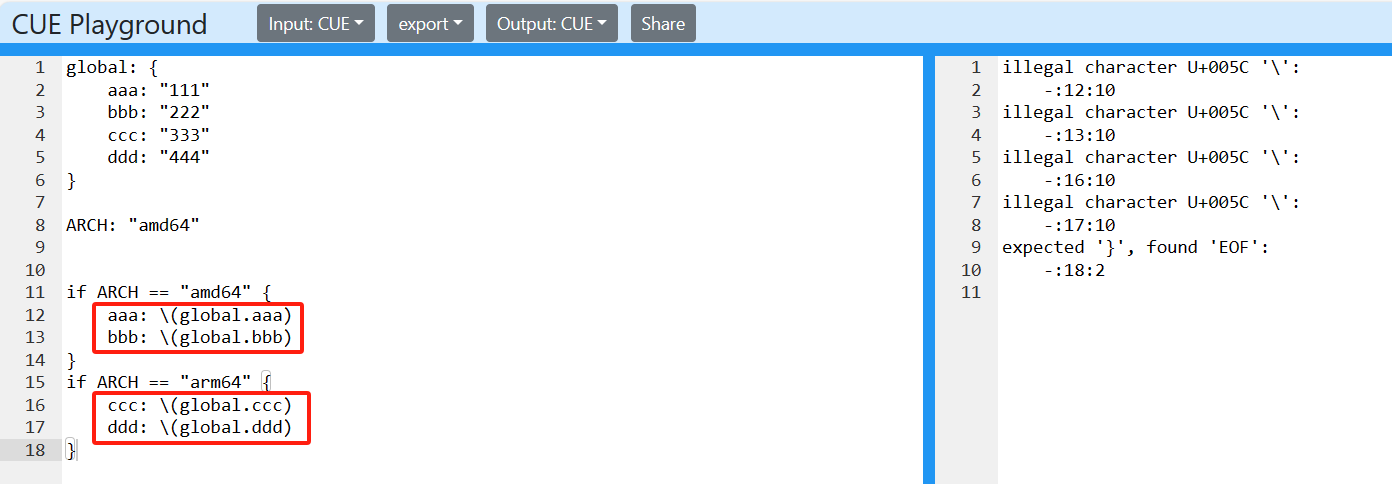 CUE Playground Input: CUE export Output: CUE Share
1 global: {
2     aaa: "111"
3     bbb: "222"
4     ccc: "333"
5     ddd: "444"
6 }
7
8 ARCH: "amd64"
9
10
11 if ARCH == "amd64" {
12     aaa: \(global.aaa)
13     bbb: \(global.bbb)
14 }
15 if ARCH == "arm64" {
16     ccc: \(global.ccc)
17     ddd: \(global.ddd)
18 }
1 illegal character U+005C '\':
2     -:12:10
3 illegal character U+005C '\':
4     -:13:10
5 illegal character U+005C '\':
6     -:16:10
7 illegal character U+005C '\':
8     -:17:10
9 expected '}', found 'EOF':
10     -:18:2
11